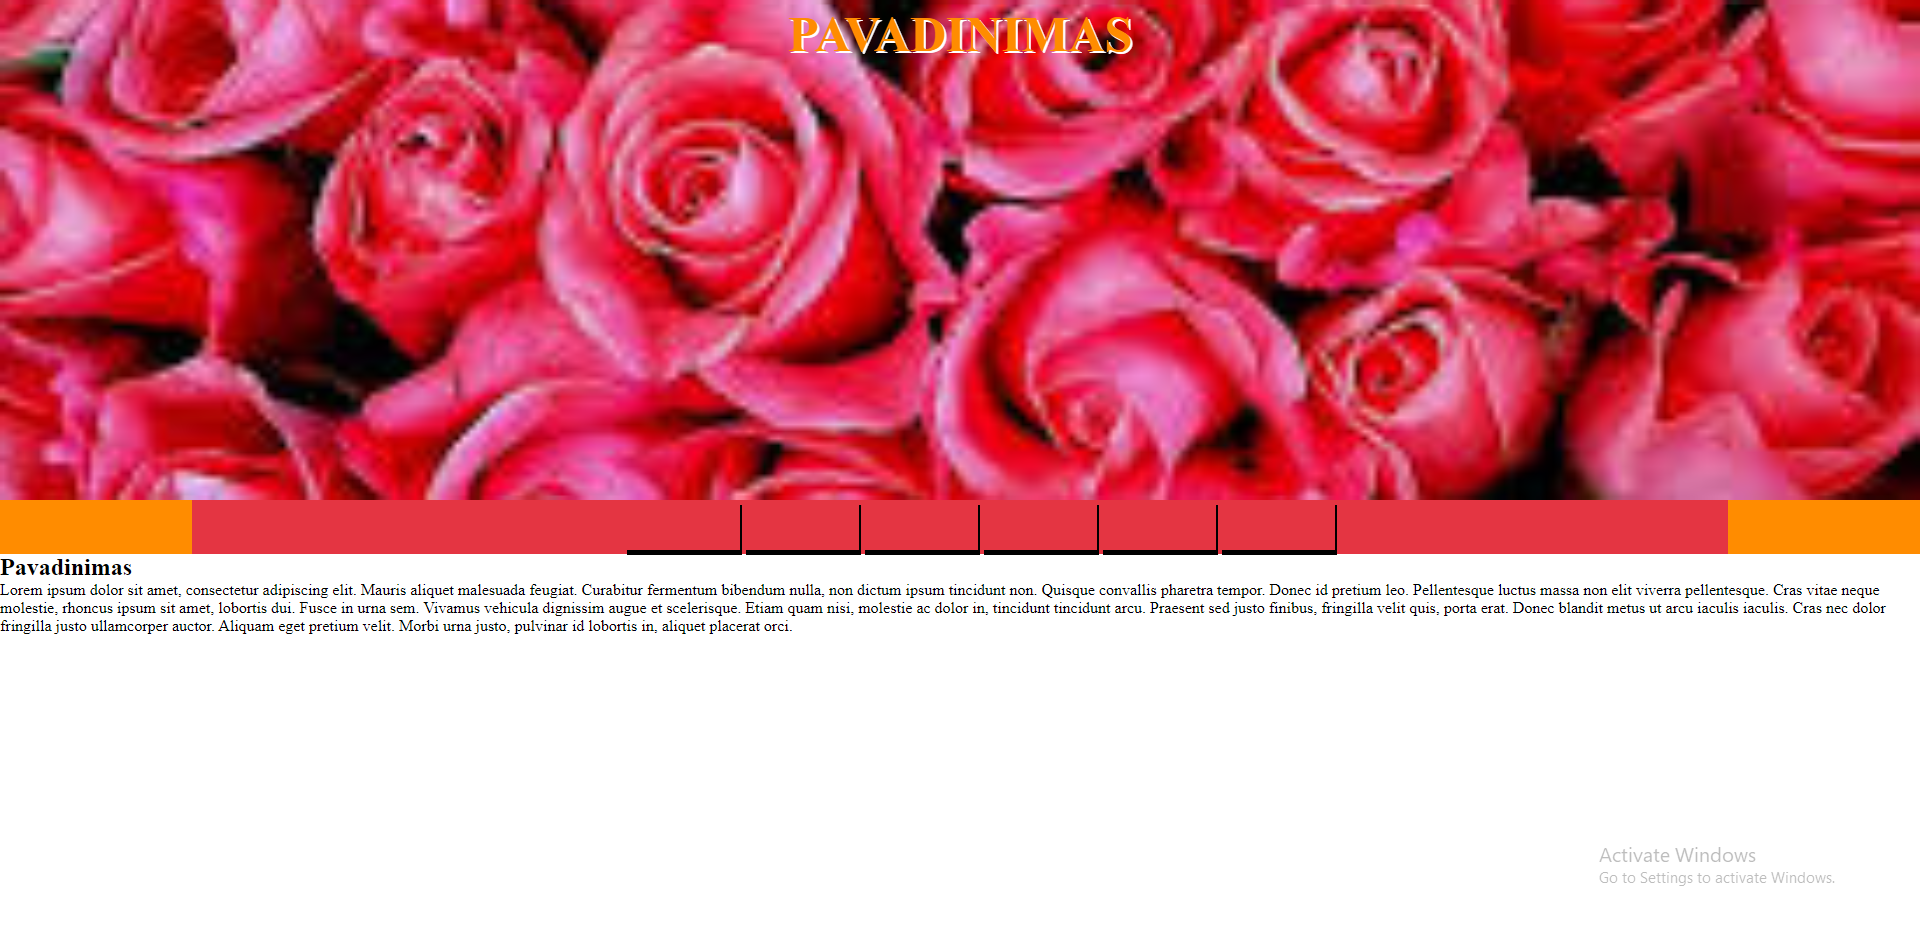 PAVADINIMAS
Pavadinimas
Lorem ipsum dolor sit amet, consectetur adipiscing elit. Mauris aliquet malesuada feugiat. Curabitur fermentum bibendum nulla, non dictum ipsum tincidunt non. Quisque convallis pharetra tempor. Donec id pretium leo. Pellentesque luctus massa non elit viverra pellentesque. Cras vitae neque
molestie, rhoncus ipsum sit amet, lobortis dui. Fusce in urna sem. Vivamus vehicula dignissim augue et scelerisque. Etiam quam nisi, molestie ac dolor in, tincidunt tincidunt arcu. Praesent sed justo finibus, fringilla velit quis, porta erat. Donec blandit metus ut arcu iaculis iaculis. Cras nec dolor
fringilla justo ullamcorper auctor. Aliquam eget pretium velit. Morbi urna justo, pulvinar id lobortis in, aliquet placerat orci.
Activate Windows
Go to Settings to activate Windows.